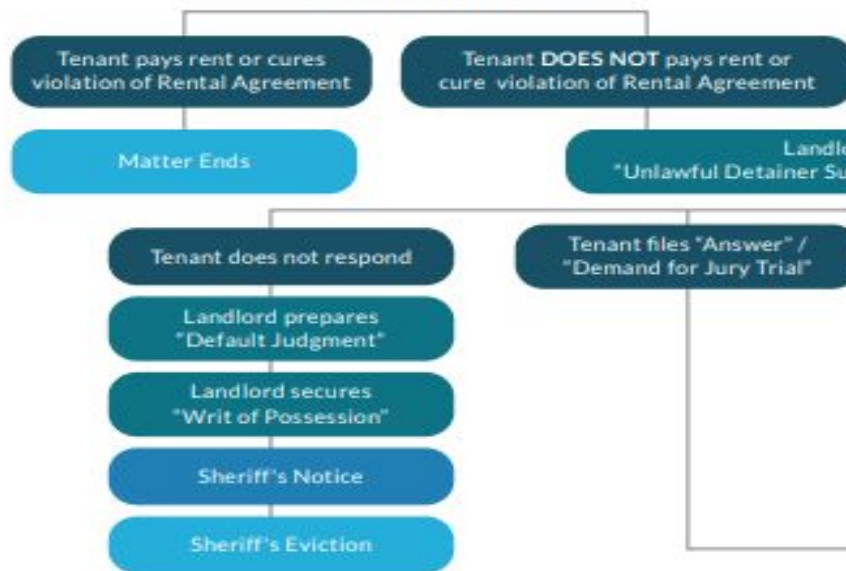 Tenant pays rent or cures
violation of Rental Agreement
Tenant DOES NOT pays rent or
cure violation of Rental Agreement
Matter Ends
Landlo
"Unlawful Detainer Su
Tenant does not respond
Tenant files "Answer" /
"Demand for Jury Trial"
Landlord prepares
"Default Judgment"
Landlord secures
"Writ of Possession"
Sheriff's Notice
Sheriff's Eviction